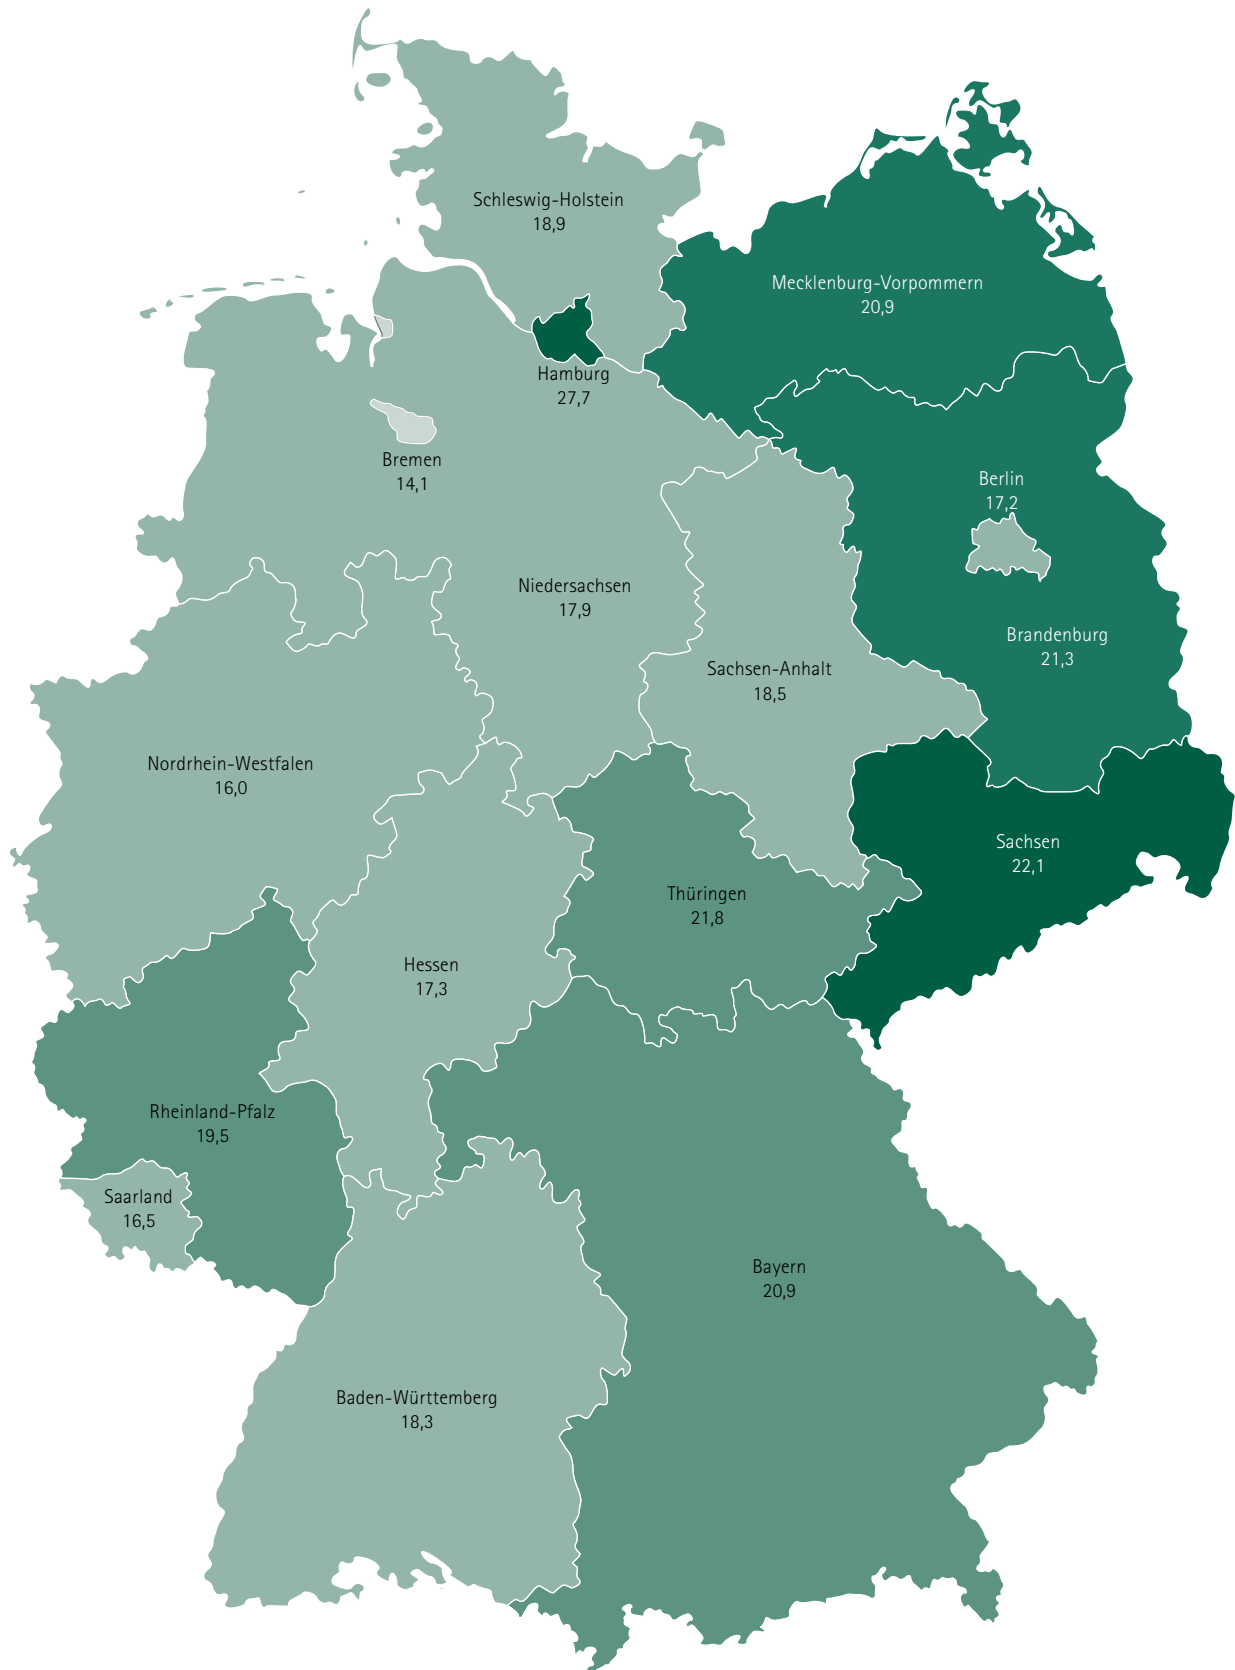 Schleswig-Holstein
18,9
Mecklenburg-Vorpommern
20,9
Hamburg
27,7
Bremen
14,1
Berlin
17,2
Niedersachsen
17,9
Brandenburg
21,3
Sachsen-Anhalt
18,5
Nordrhein-Westfalen
16,0
Sachsen
22,1
Thüringen
21,8
Hessen
17,3
Rheinland-Pfalz
19,5
Saarland
16,5
Bayern
20,9
Baden-Württemberg
18,3